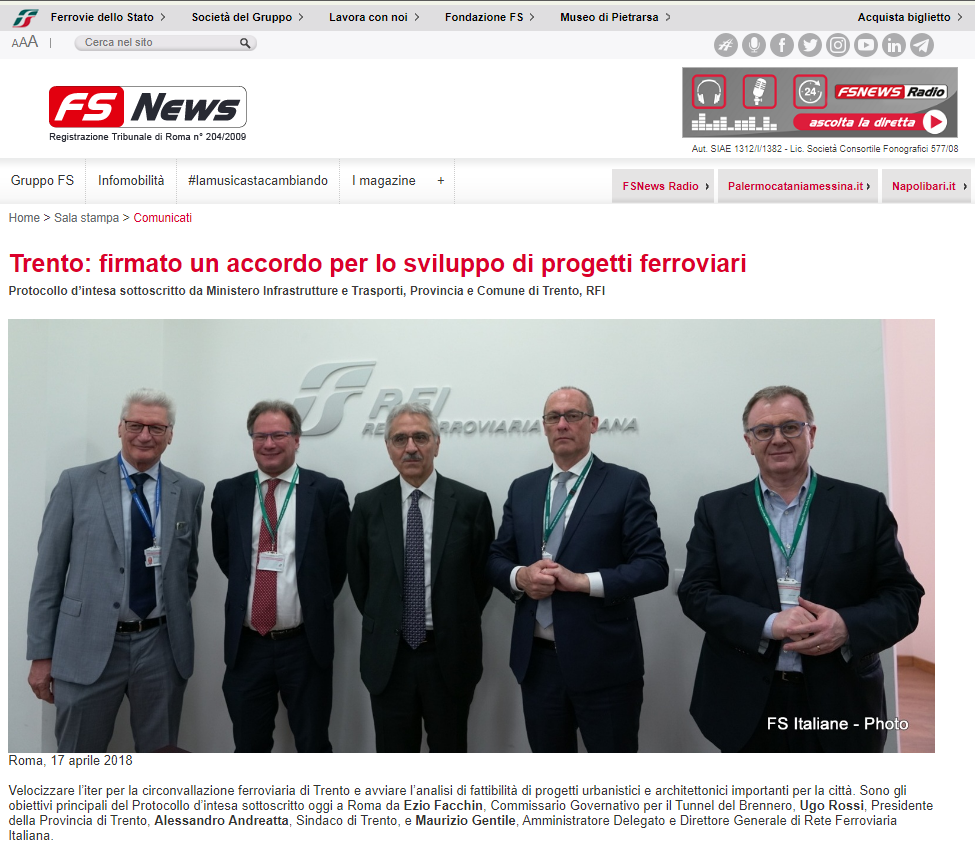 Ferrovie dello Stato
Società del Gruppo
Lavora con noi
Fondazione FS
Museo di Pietrarsa
Acquista biglietto
AAA
Cerca nel sito
FS News
Registrazione Tribunale di Roma n° 204/2009
24
FSNEWS Radio
ascolta la diretta
Aut. SIAE 1312/I/1382 - Lic. Società Consortile Fonografici 577/08
Gruppo FS
Infomobilità
#lamusicastacambiando
I magazine
+
FSNews Radio ›
Palermocataniamessina.it ›
Napolibari.it ›
Home > Sala stampa > Comunicati
Trento: firmato un accordo per lo sviluppo di progetti ferroviari
Protocollo d'intesa sottoscritto da Ministero Infrastrutture e Trasporti, Provincia e Comune di Trento, RFI
RFI
FS Italiane - Photo
Roma, 17 aprile 2018
Velocizzare l'iter per la circonvallazione ferroviaria di Trento e avviare l'analisi di fattibilità di progetti urbanistici e architettonici importanti per la città. Sono gli
obiettivi principali del Protocollo d'intesa sottoscritto oggi a Roma da Ezio Facchin, Commissario Governativo per il Tunnel del Brennero, Ugo Rossi, Presidente
della Provincia di Trento, Alessandro Andreatta, Sindaco di Trento, e Maurizio Gentile, Amministratore Delegato e Direttore Generale di Rete Ferroviaria
Italiana.